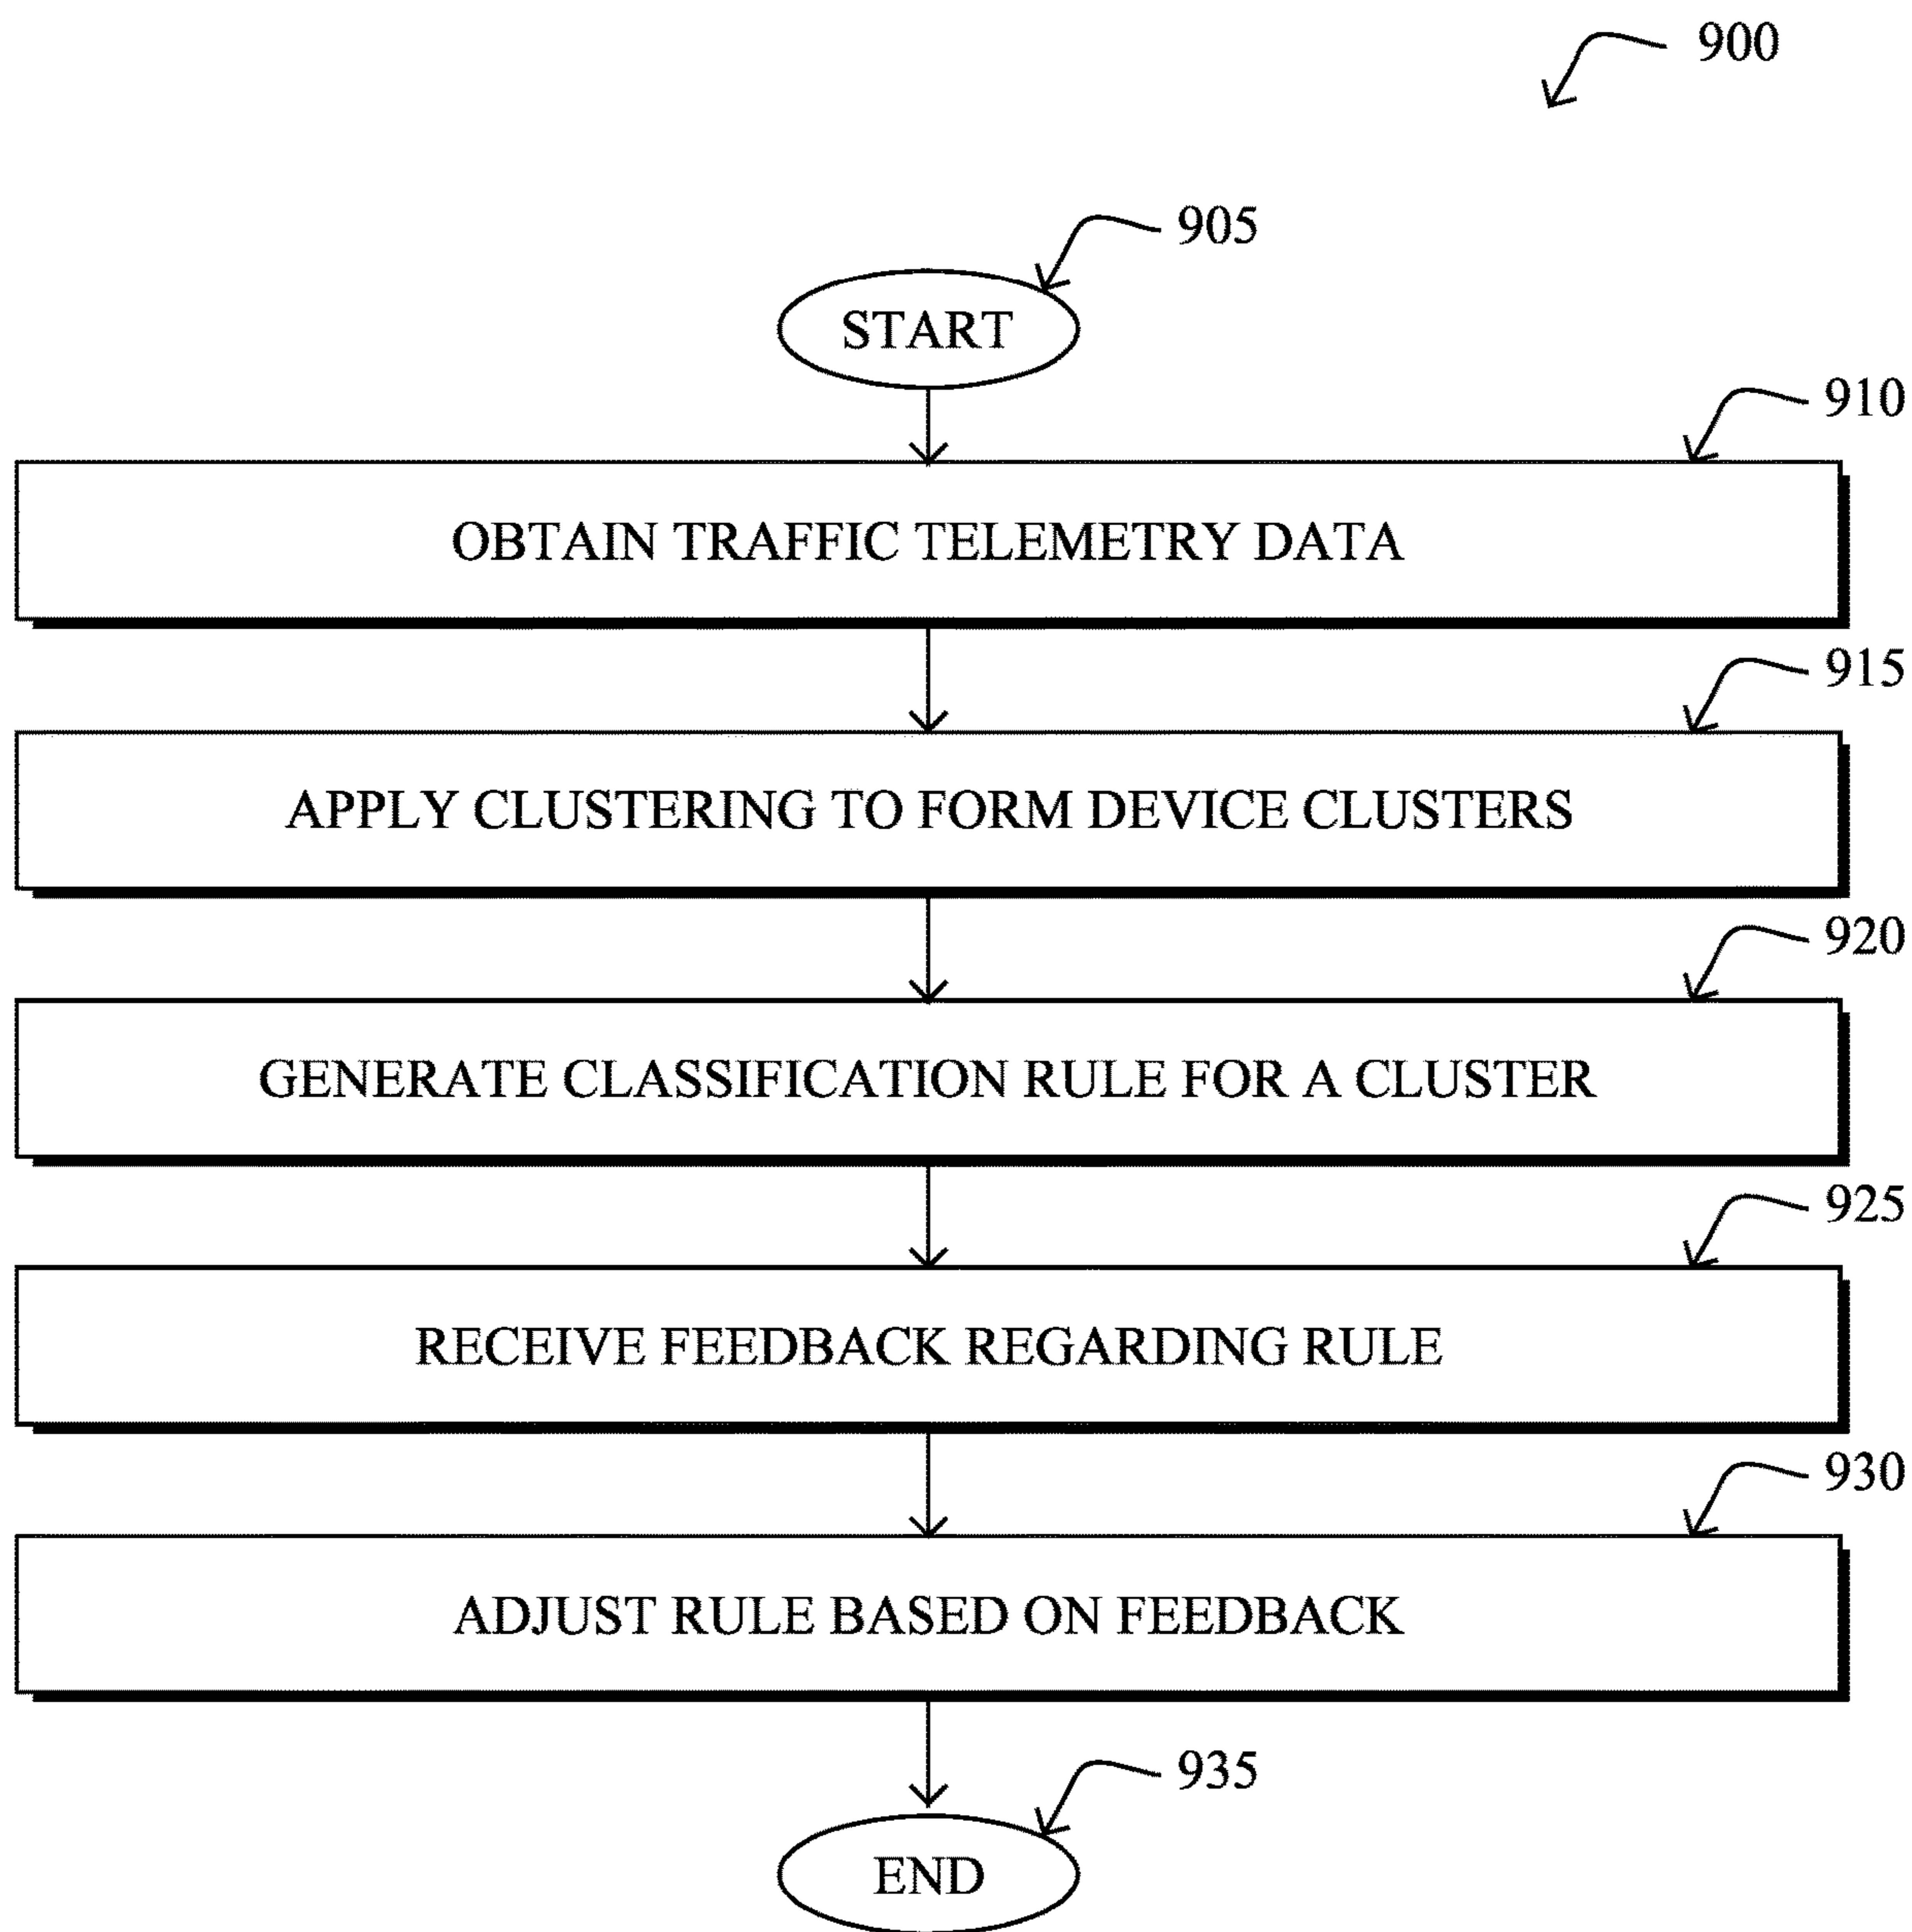 900
905
START
910
OBTAIN TRAFFIC TELEMETRY DATA
915
APPLY CLUSTERING TO FORM DEVICE CLUSTERS
920
GENERATE CLASSIFICATION RULE FOR A CLUSTER
925
RECEIVE FEEDBACK REGARDING RULE
930
ADJUST RULE BASED ON FEEDBACK
935
END